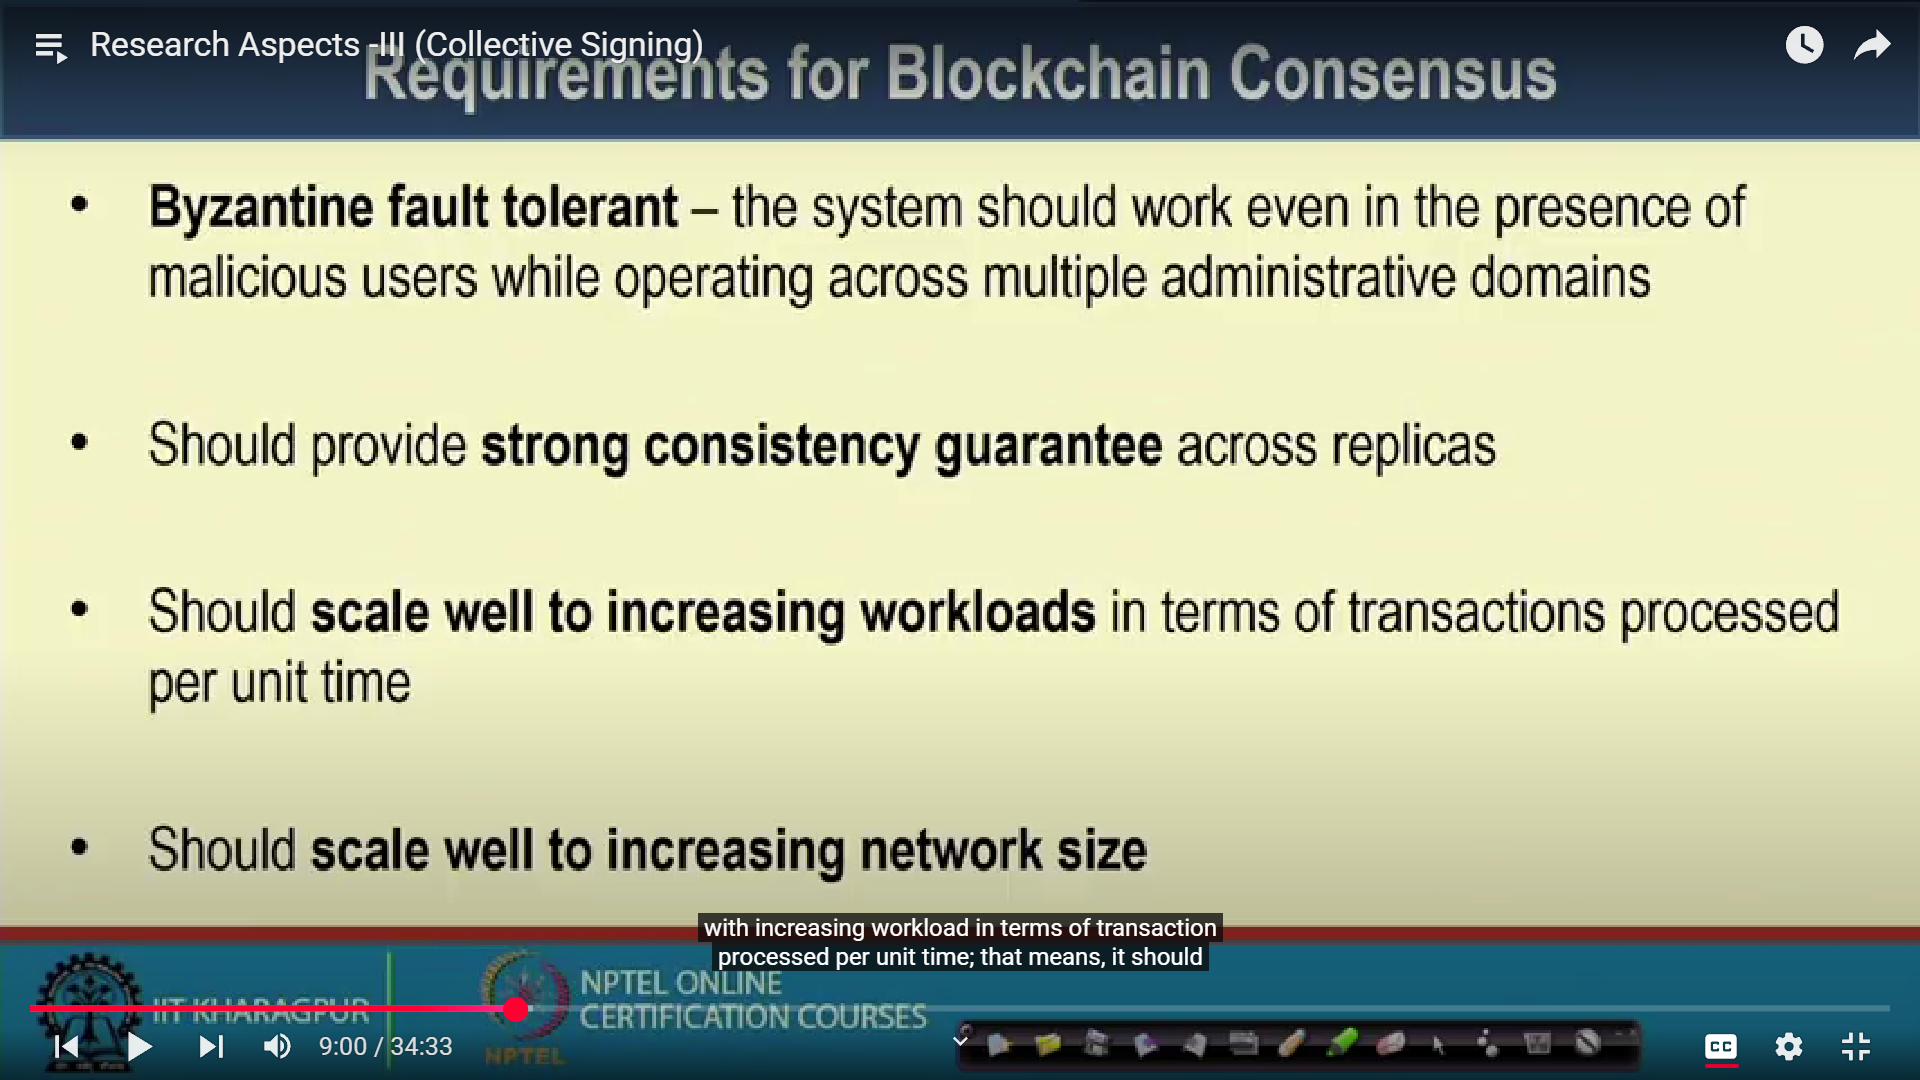 Research Aspects -III (Collective Signing)
Requirements for Blockchain Consensus
• Byzantine fault tolerant – the system should work even in the presence of
malicious users while operating across multiple administrative domains
• Should provide strong consistency guarantee across replicas
• Should scale well to increasing workloads in terms of transactions processed
per unit time
• Should scale well to increasing network size
with increasing workload in terms of transaction
processed per unit time; that means, it should
IIT KHARAGPUR
NPTEL ONLINE
CERTIFICATION COURSES
NPTEL
9:00 / 34:33
CC